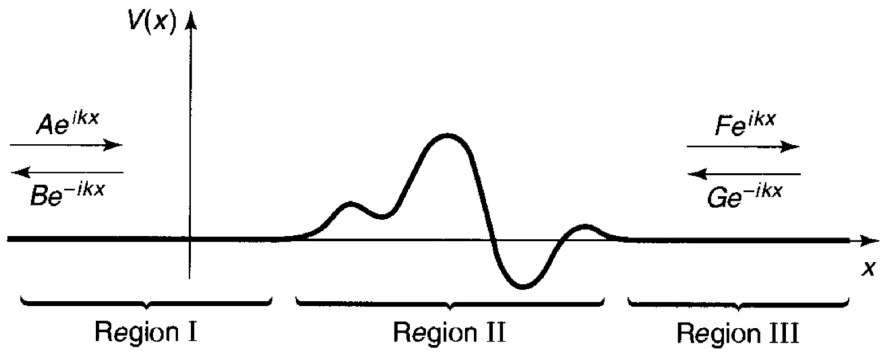 V(x)
Ae^{ikx}
Be^{-ikx}
Fe^{ikx}
Ge^{-ikx}
x
Region I
Region II
Region III